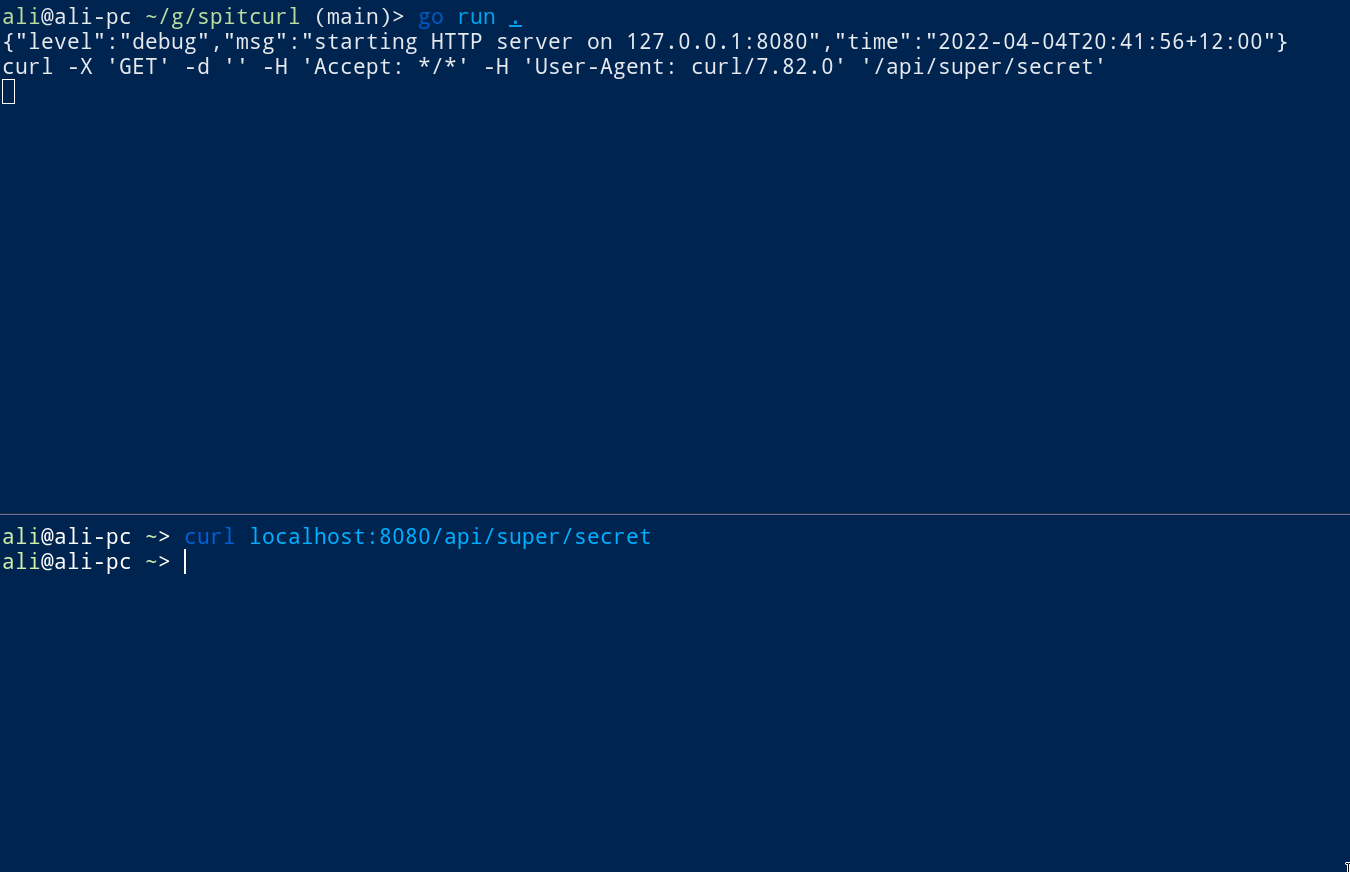 ali@ali-pc ~/g/spitcurl (main)> go run .
{"level":"debug","msg":"starting HTTP server on 127.0.0.1:8080","time":"2022-04-04T20:41:56+12:00"}
curl -X 'GET' -d '' -H 'Accept: */*' -H 'User-Agent: curl/7.82.0' '/api/super/secret'
ali@ali-pc ~> curl localhost:8080/api/super/secret
ali@ali-pc ~>